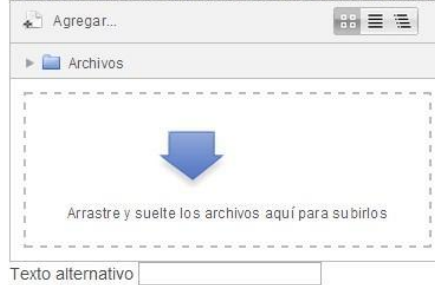 Agregar...
Archivos
Arrastre y suelte los archivos aquí para subirlos
Texto alternativo